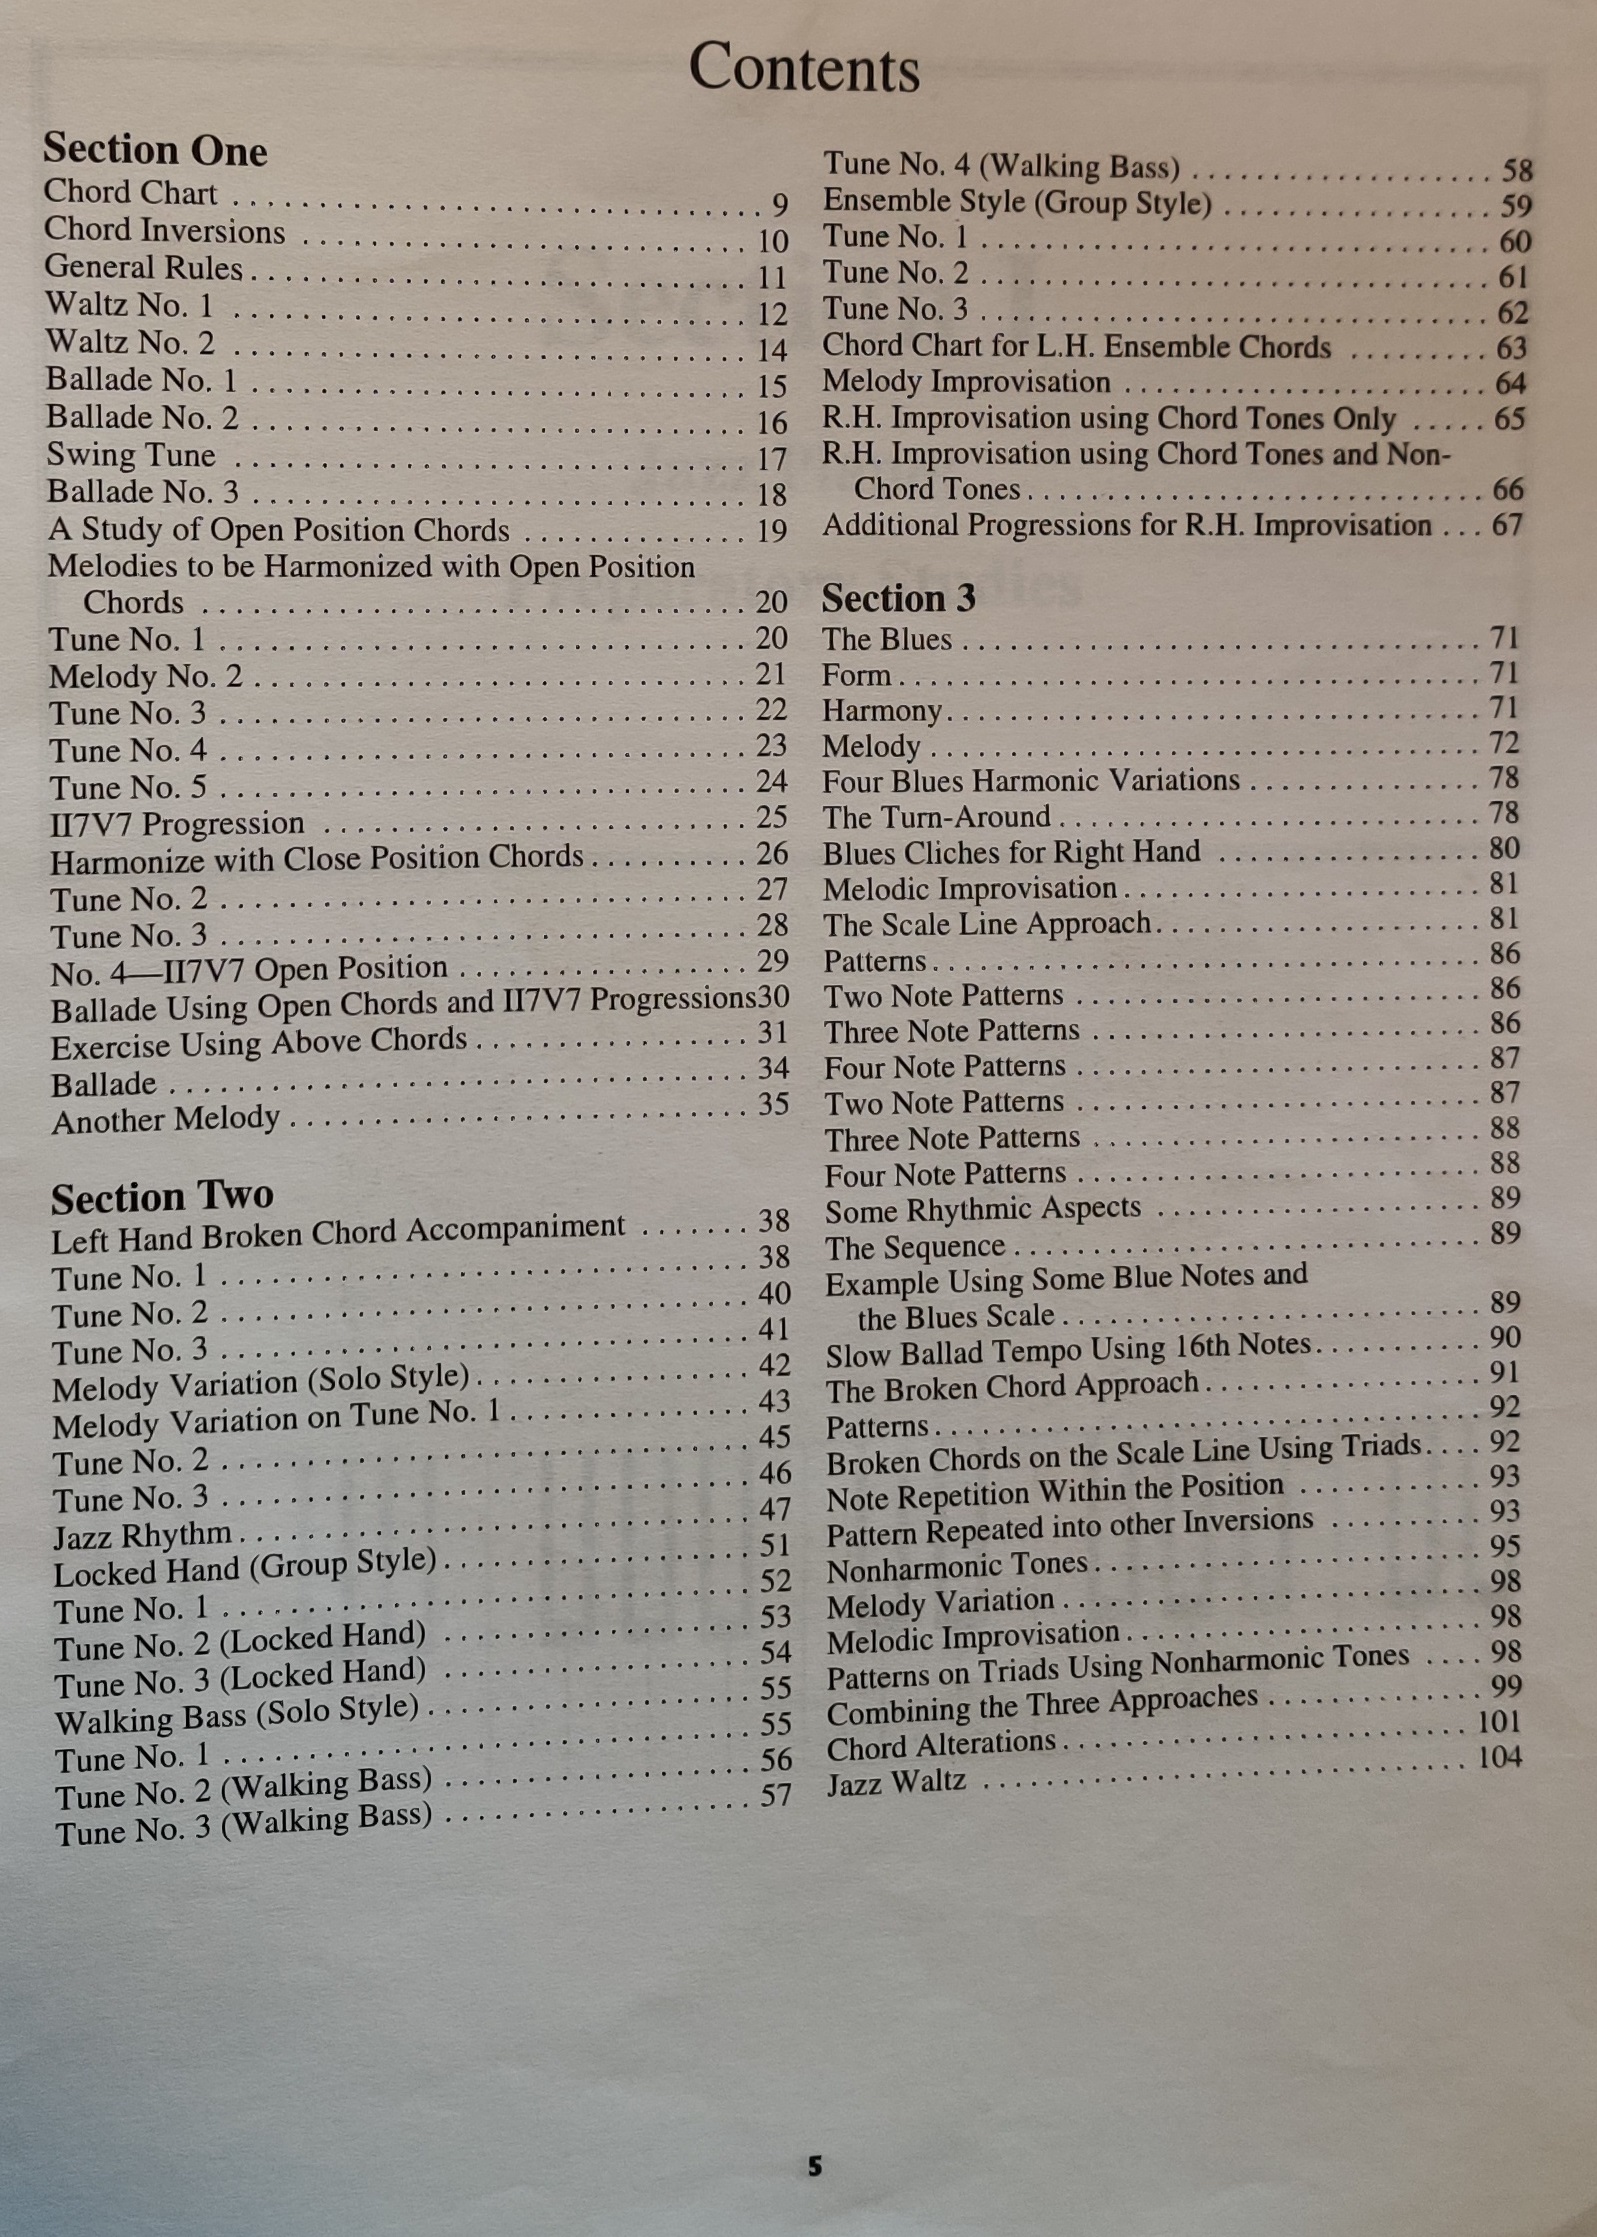 Contents
Section One
Chord Chart . . . . . . . . . . . . . . . . . . . . . . . . . . . . . . . 9
Chord Inversions . . . . . . . . . . . . . . . . . . . . . . . . . . 10
General Rules . . . . . . . . . . . . . . . . . . . . . . . . . . . . . 11
Waltz No. 1 . . . . . . . . . . . . . . . . . . . . . . . . . . . . . . 12
Waltz No. 2 . . . . . . . . . . . . . . . . . . . . . . . . . . . . . . 14
Ballade No. 1 . . . . . . . . . . . . . . . . . . . . . . . . . . . . . 15
Ballade No. 2 . . . . . . . . . . . . . . . . . . . . . . . . . . . . . 16
Swing Tune . . . . . . . . . . . . . . . . . . . . . . . . . . . . . . 17
Ballade No. 3 . . . . . . . . . . . . . . . . . . . . . . . . . . . . . 18
A Study of Open Position Chords . . . . . . . . . . . . . 19
Melodies to be Harmonized with Open Position
Chords . . . . . . . . . . . . . . . . . . . . . . . . . . . . . . . . 20
Tune No. 1 . . . . . . . . . . . . . . . . . . . . . . . . . . . . . . . 20
Melody No. 2 . . . . . . . . . . . . . . . . . . . . . . . . . . . . . 21
Tune No. 3 . . . . . . . . . . . . . . . . . . . . . . . . . . . . . . . 22
Tune No. 4 . . . . . . . . . . . . . . . . . . . . . . . . . . . . . . . 23
Tune No. 5 . . . . . . . . . . . . . . . . . . . . . . . . . . . . . . . 24
II7V7 Progression . . . . . . . . . . . . . . . . . . . . . . . . . 25
Harmonize with Close Position Chords . . . . . . . . . . 26
Tune No. 2 . . . . . . . . . . . . . . . . . . . . . . . . . . . . . . . 27
Tune No. 3 . . . . . . . . . . . . . . . . . . . . . . . . . . . . . . . 28
No. 4—II7V7 Open Position . . . . . . . . . . . . . . . . . 29
Ballade Using Open Chords and II7V7 Progressions30
Exercise Using Above Chords . . . . . . . . . . . . . . . . 31
Ballade . . . . . . . . . . . . . . . . . . . . . . . . . . . . . . . . . . 34
Another Melody . . . . . . . . . . . . . . . . . . . . . . . . . . . 35
Section Two
Left Hand Broken Chord Accompaniment . . . . . . . 38
Tune No. 1 . . . . . . . . . . . . . . . . . . . . . . . . . . . . . . . 38
Tune No. 2 . . . . . . . . . . . . . . . . . . . . . . . . . . . . . . . 40
Tune No. 3 . . . . . . . . . . . . . . . . . . . . . . . . . . . . . . . 41
Melody Variation (Solo Style) . . . . . . . . . . . . . . . . 42
Melody Variation on Tune No. 1 . . . . . . . . . . . . . . 43
Tune No. 2 . . . . . . . . . . . . . . . . . . . . . . . . . . . . . . . 45
Tune No. 3 . . . . . . . . . . . . . . . . . . . . . . . . . . . . . . . 46
Jazz Rhythm . . . . . . . . . . . . . . . . . . . . . . . . . . . . . . 47
Locked Hand (Group Style) . . . . . . . . . . . . . . . . . . 51
Tune No. 1 . . . . . . . . . . . . . . . . . . . . . . . . . . . . . . . 52
Tune No. 2 (Locked Hand) . . . . . . . . . . . . . . . . . . 53
Tune No. 3 (Locked Hand) . . . . . . . . . . . . . . . . . . 54
Walking Bass (Solo Style) . . . . . . . . . . . . . . . . . . . 55
Tune No. 1 . . . . . . . . . . . . . . . . . . . . . . . . . . . . . . . 55
Tune No. 2 (Walking Bass) . . . . . . . . . . . . . . . . . . 56
Tune No. 3 (Walking Bass) . . . . . . . . . . . . . . . . . . 57
Tune No. 4 (Walking Bass) . . . . . . . . . . . . . . . . . . 58
Ensemble Style (Group Style) . . . . . . . . . . . . . . . . 59
Tune No. 1 . . . . . . . . . . . . . . . . . . . . . . . . . . . . . . . 60
Tune No. 2 . . . . . . . . . . . . . . . . . . . . . . . . . . . . . . . 61
Tune No. 3 . . . . . . . . . . . . . . . . . . . . . . . . . . . . . . . 62
Chord Chart for L.H. Ensemble Chords . . . . . . . . . 63
Melody Improvisation . . . . . . . . . . . . . . . . . . . . . . 64
R.H. Improvisation using Chord Tones Only . . . . . 65
R.H. Improvisation using Chord Tones and Non-
Chord Tones . . . . . . . . . . . . . . . . . . . . . . . . . . . . 66
Additional Progressions for R.H. Improvisation . . . 67
Section 3
The Blues . . . . . . . . . . . . . . . . . . . . . . . . . . . . . . . . 71
Form . . . . . . . . . . . . . . . . . . . . . . . . . . . . . . . . . . . . 71
Harmony . . . . . . . . . . . . . . . . . . . . . . . . . . . . . . . . . 71
Melody . . . . . . . . . . . . . . . . . . . . . . . . . . . . . . . . . . 72
Four Blues Harmonic Variations . . . . . . . . . . . . . . 78
The Turn-Around . . . . . . . . . . . . . . . . . . . . . . . . . . 78
Blues Cliches for Right Hand . . . . . . . . . . . . . . . . 80
Melodic Improvisation . . . . . . . . . . . . . . . . . . . . . . 81
The Scale Line Approach . . . . . . . . . . . . . . . . . . . . 81
Patterns . . . . . . . . . . . . . . . . . . . . . . . . . . . . . . . . . . 86
Two Note Patterns . . . . . . . . . . . . . . . . . . . . . . . . . 86
Three Note Patterns . . . . . . . . . . . . . . . . . . . . . . . . 86
Four Note Patterns . . . . . . . . . . . . . . . . . . . . . . . . . 87
Two Note Patterns . . . . . . . . . . . . . . . . . . . . . . . . . 87
Three Note Patterns . . . . . . . . . . . . . . . . . . . . . . . . 88
Four Note Patterns . . . . . . . . . . . . . . . . . . . . . . . . . 88
Some Rhythmic Aspects . . . . . . . . . . . . . . . . . . . . 89
The Sequence . . . . . . . . . . . . . . . . . . . . . . . . . . . . . 89
Example Using Some Blue Notes and
the Blues Scale . . . . . . . . . . . . . . . . . . . . . . . . . . 89
Slow Ballad Tempo Using 16th Notes . . . . . . . . . . 90
The Broken Chord Approach . . . . . . . . . . . . . . . . . 91
Patterns . . . . . . . . . . . . . . . . . . . . . . . . . . . . . . . . . . 92
Broken Chords on the Scale Line Using Triads . . . . 92
Note Repetition Within the Position . . . . . . . . . . . 93
Pattern Repeated into other Inversions . . . . . . . . . 93
Nonharmonic Tones . . . . . . . . . . . . . . . . . . . . . . . . 95
Melody Variation . . . . . . . . . . . . . . . . . . . . . . . . . . 98
Melodic Improvisation . . . . . . . . . . . . . . . . . . . . . . 98
Patterns on Triads Using Nonharmonic Tones . . . . 98
Combining the Three Approaches . . . . . . . . . . . . . 99
Chord Alterations . . . . . . . . . . . . . . . . . . . . . . . . . 101
Jazz Waltz . . . . . . . . . . . . . . . . . . . . . . . . . . . . . . 104
5